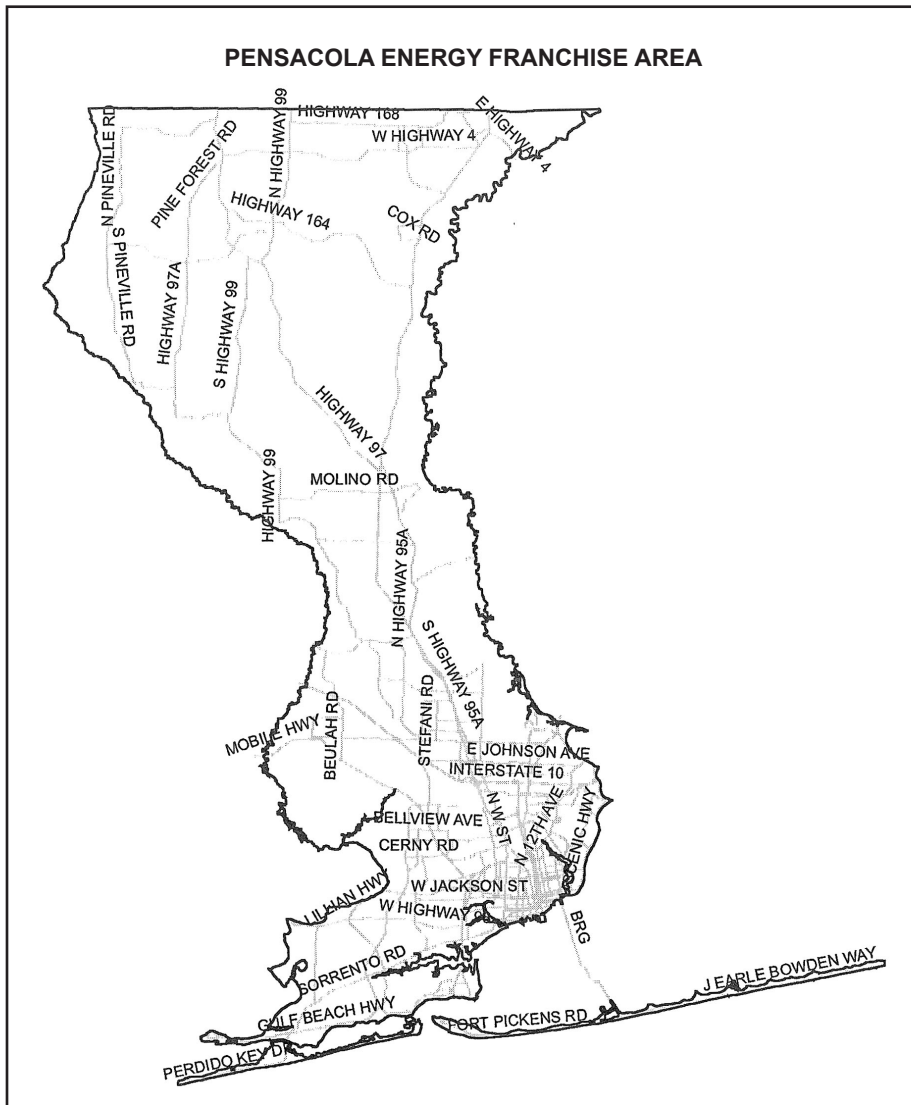 PENSACOLA ENERGY FRANCHISE AREA
N PINEVILLE RD
PINE FOREST RD
N HIGHWAY 99
HIGHWAY 168
W HIGHWAY 4
E HIGHWAY 4
HIGHWAY 164
COX RD
S PINEVILLE RD
HIGHWAY 97A
S HIGHWAY 99
HIGHWAY 97
HIGHWAY 99
MOLINO RD
N HIGHWAY 95A
S HIGHWAY 95A
STEFANI RD
BEULAH RD
MOBILE HWY
E JOHNSON AVE
INTERSTATE 10
N W ST
N 12TH AVE
SCENIC HWY
BELLVIEW AVE
CERNY RD
W JACKSON ST
LILLIAN HWY
W HIGHWAY
BRG
SORRENTO RD
GULF BEACH HWY
FORT PICKENS RD
J EARLE BOWDEN WAY
PERDIDO KEY DR